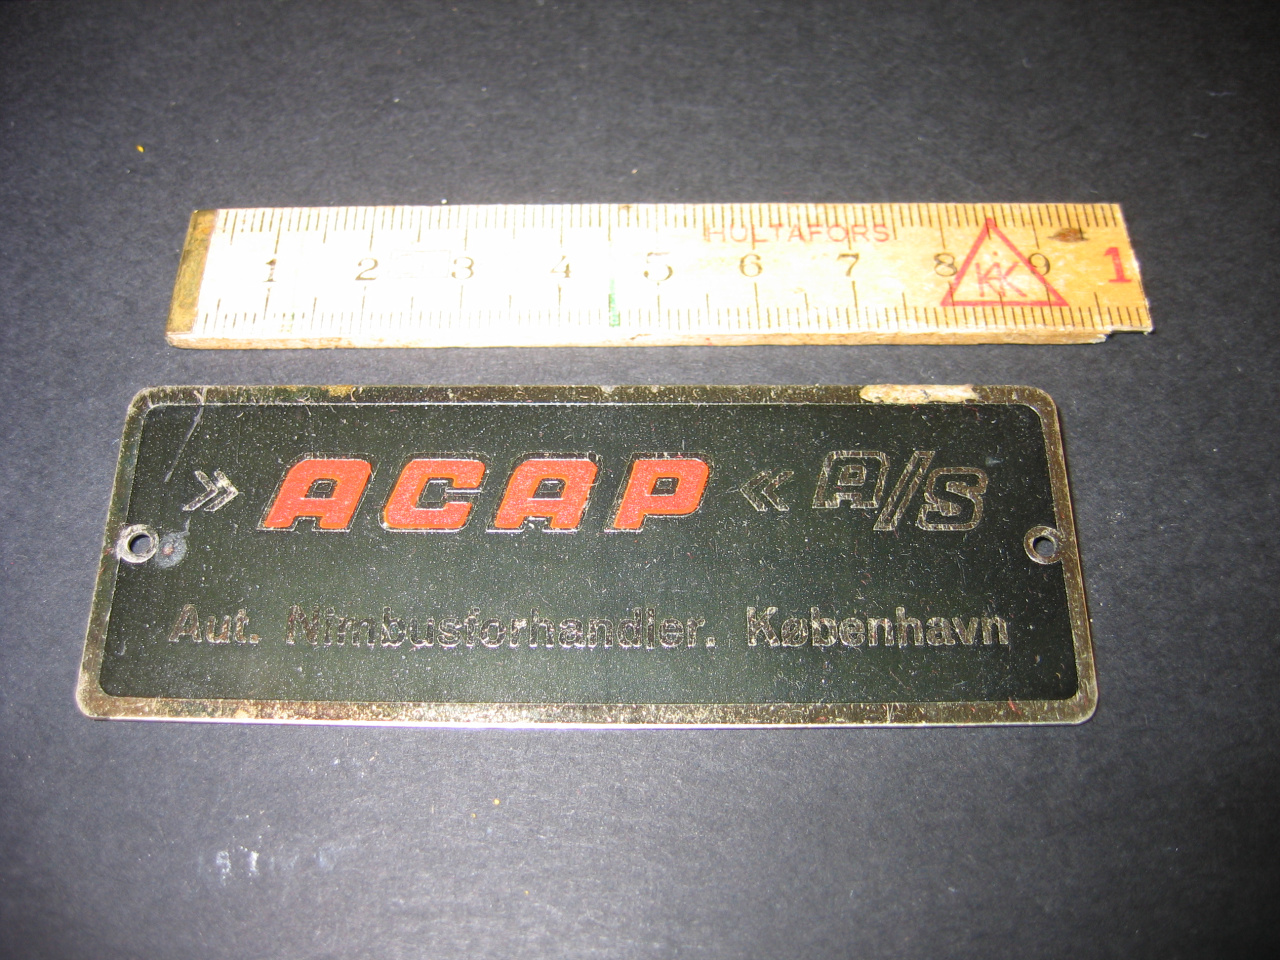 HULTAFORS
1 2 3 4 5 6 7 8 KK 9 1
» ACAP « A/S
Aut. Nimbusforhandler. København